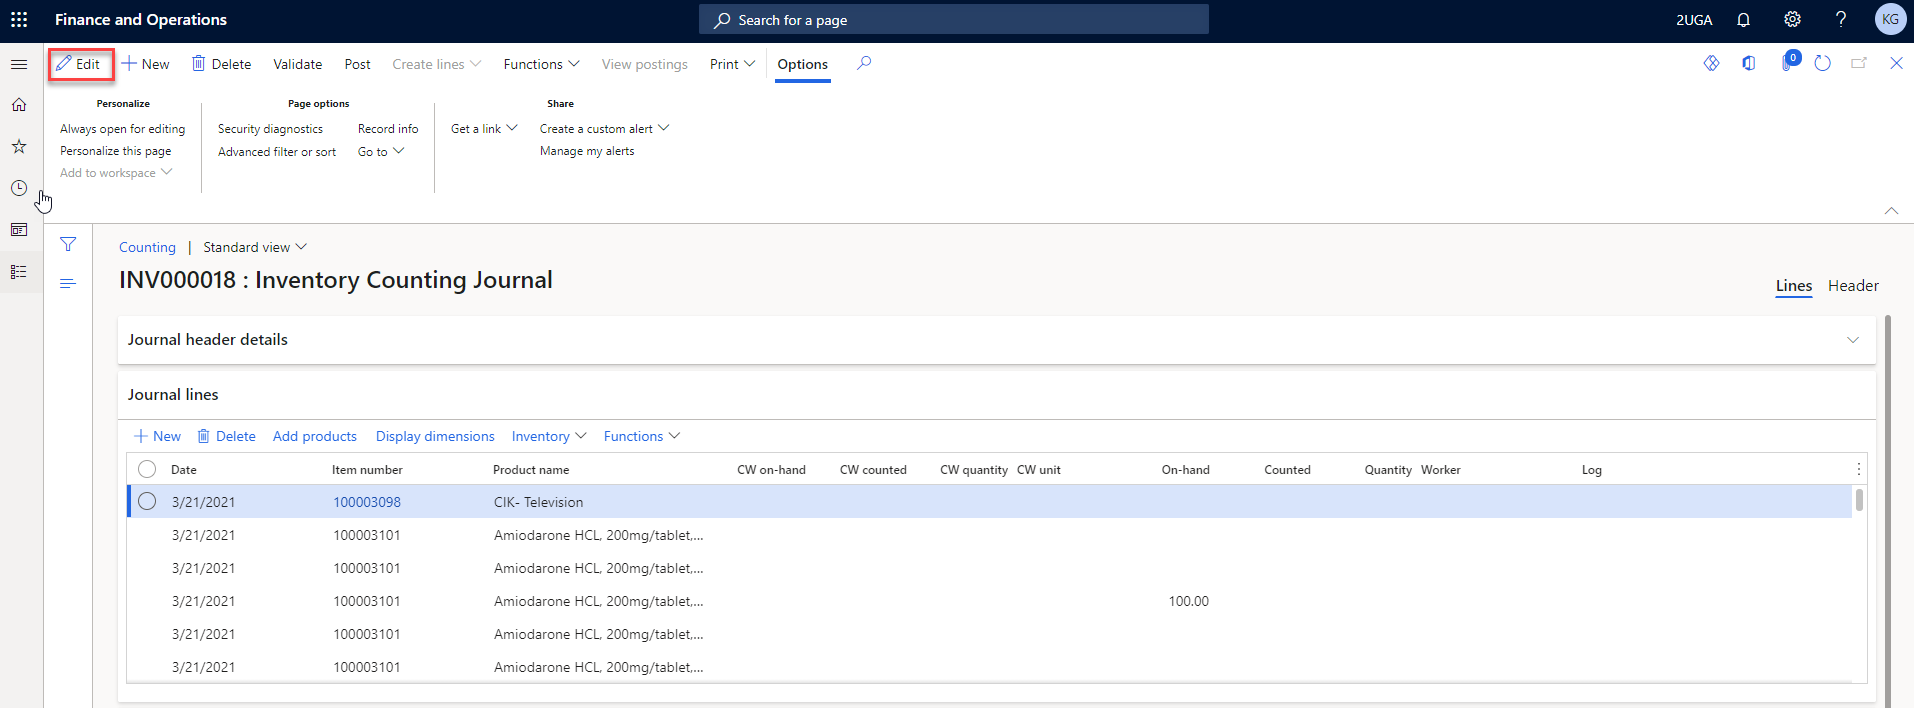 Finance and Operations Search for a page 2UGA ? KG
Edit New Delete Validate Post Create lines Functions View postings Print Options 0
Personalize Page options Share
Always open for editing Security diagnostics Record info Get a link Create a custom alert
Personalize this page Advanced filter or sort Go to Manage my alerts
Add to workspace
Counting | Standard view
INV000018 : Inventory Counting Journal
Lines Header
Journal header details
Journal lines
New Delete Add products Display dimensions Inventory Functions
Date Item number Product name CW on-hand CW counted CW quantity CW unit On-hand Counted Quantity Worker Log
3/21/2021 100003098 CIK- Television
3/21/2021 100003101 Amiodarone HCL, 200mg/tablet,...
3/21/2021 100003101 Amiodarone HCL, 200mg/tablet,...
3/21/2021 100003101 Amiodarone HCL, 200mg/tablet,... 100.00
3/21/2021 100003101 Amiodarone HCL, 200mg/tablet,...
3/21/2021 100003101 Amiodarone HCL, 200mg/tablet,...